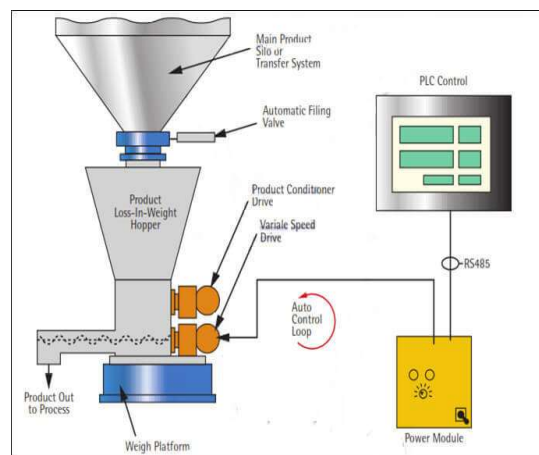 Main Product
Silo or
Transfer System
PLC Control
Automatic Filing
Valve
Product
Loss-In-Weight
Hopper
Product Conditroner
Drive
Variale Speed
Drive
RS485
Auto
Control
Loop
Product Out
to Process
Weigh Platform
Power Module